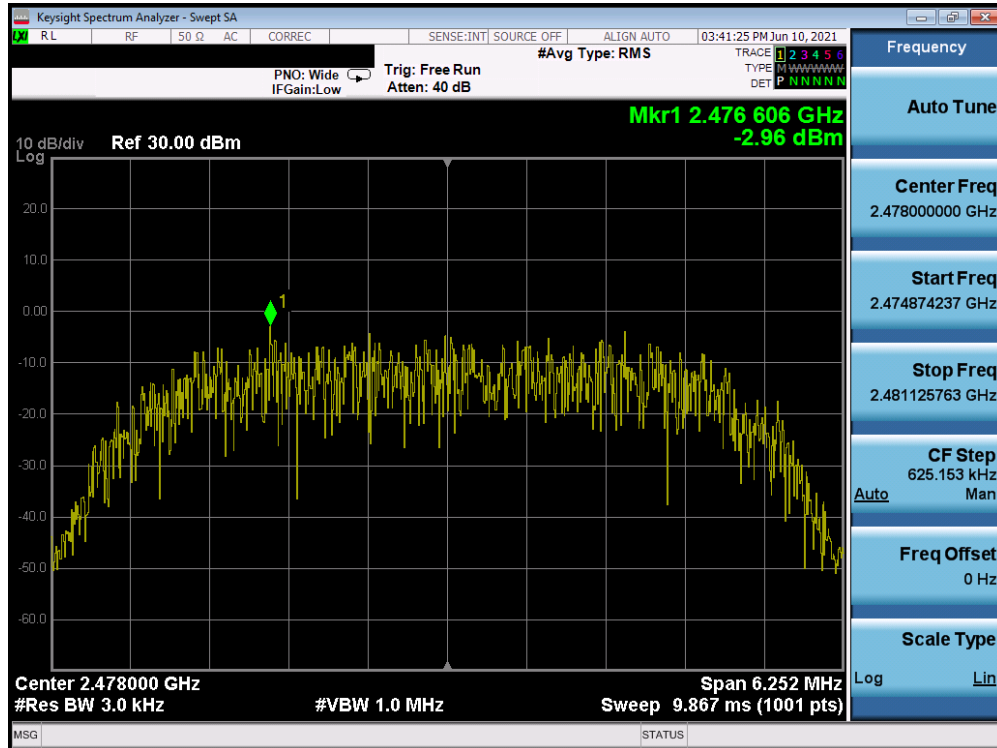 Keysight Spectrum Analyzer - Swept SA
LXI RL RF 50 Ω AC CORREC SENSE:INT SOURCE OFF ALIGN AUTO 03:41:25 PM Jun 10, 2021
#Avg Type: RMS TRACE 1 2 3 4 5 6
PNO: Wide Trig: Free Run TYPE M WWWWW
IFGain:Low Atten: 40 dB DET P N N N N N
Mkr1 2.476 606 GHz
-2.96 dBm
10 dB/div Ref 30.00 dBm
Log
20.0
10.0
1
0.00
-10.0
-20.0
-30.0
-40.0
-50.0
-60.0
Center 2.478000 GHz Span 6.252 MHz
#Res BW 3.0 kHz #VBW 1.0 MHz Sweep 9.867 ms (1001 pts)
MSG STATUS
Frequency
Auto Tune
Center Freq
2.478000000 GHz
Start Freq
2.474874237 GHz
Stop Freq
2.481125763 GHz
CF Step
625.153 kHz
Auto Man
Freq Offset
0 Hz
Scale Type
Log Lin